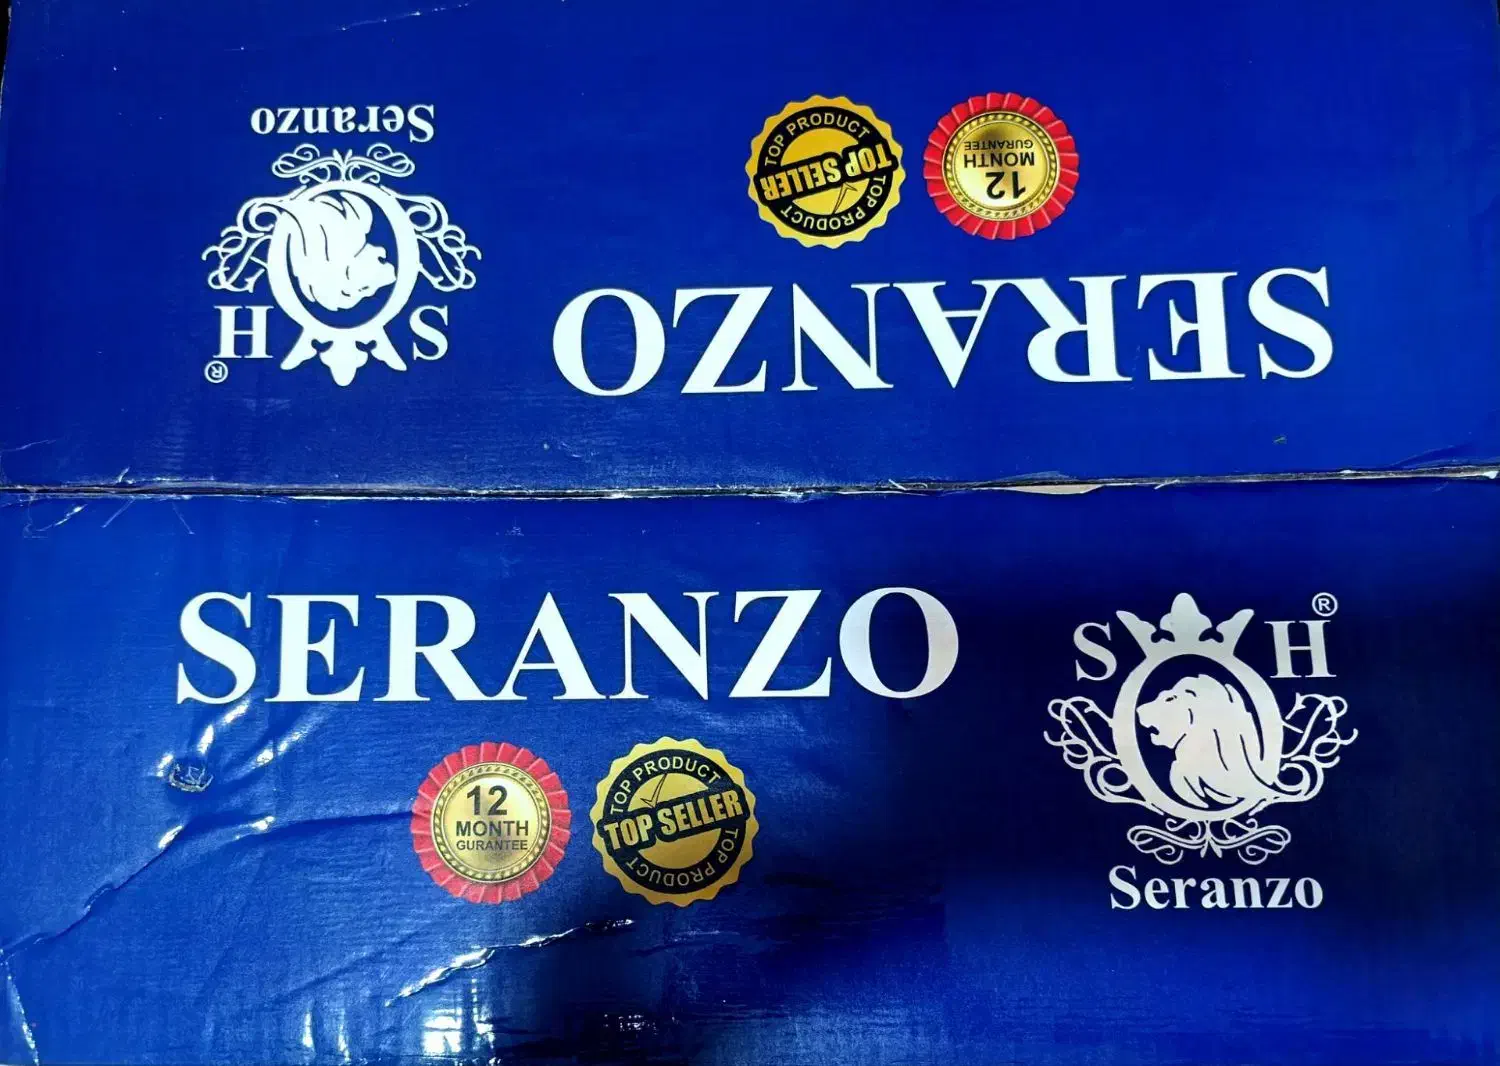 Seranzo
S H ®
TOP PRODUCT
TOP SELLER
TOP PRODUCT
12
MONTH
GURANTEE
SERANZO
SERANZO
S H ®
Seranzo
12
MONTH
GURANTEE
TOP PRODUCT
TOP SELLER
TOP PRODUCT